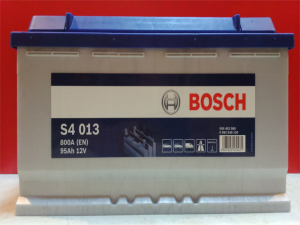 BOSCH
S4 013
800A (EN)
95Ah 12V